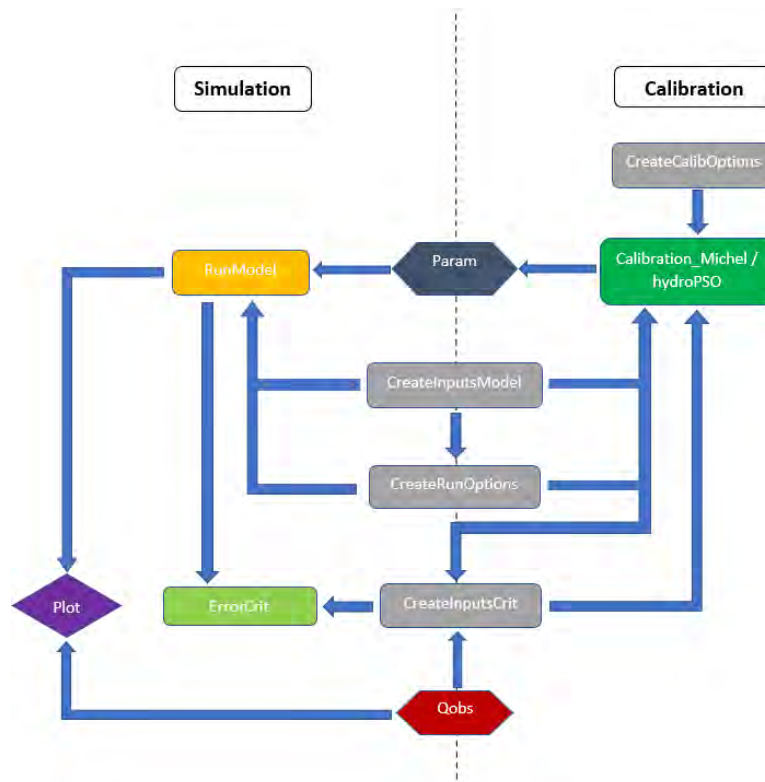 Simulation
Calibration
CreateCalibOptions
RunModel
Param
Calibration_Michel /
hydroPSO
CreateInputsModel
CreateRunOptions
Plot
ErrorCrit
CreateInputsCrit
Qobs